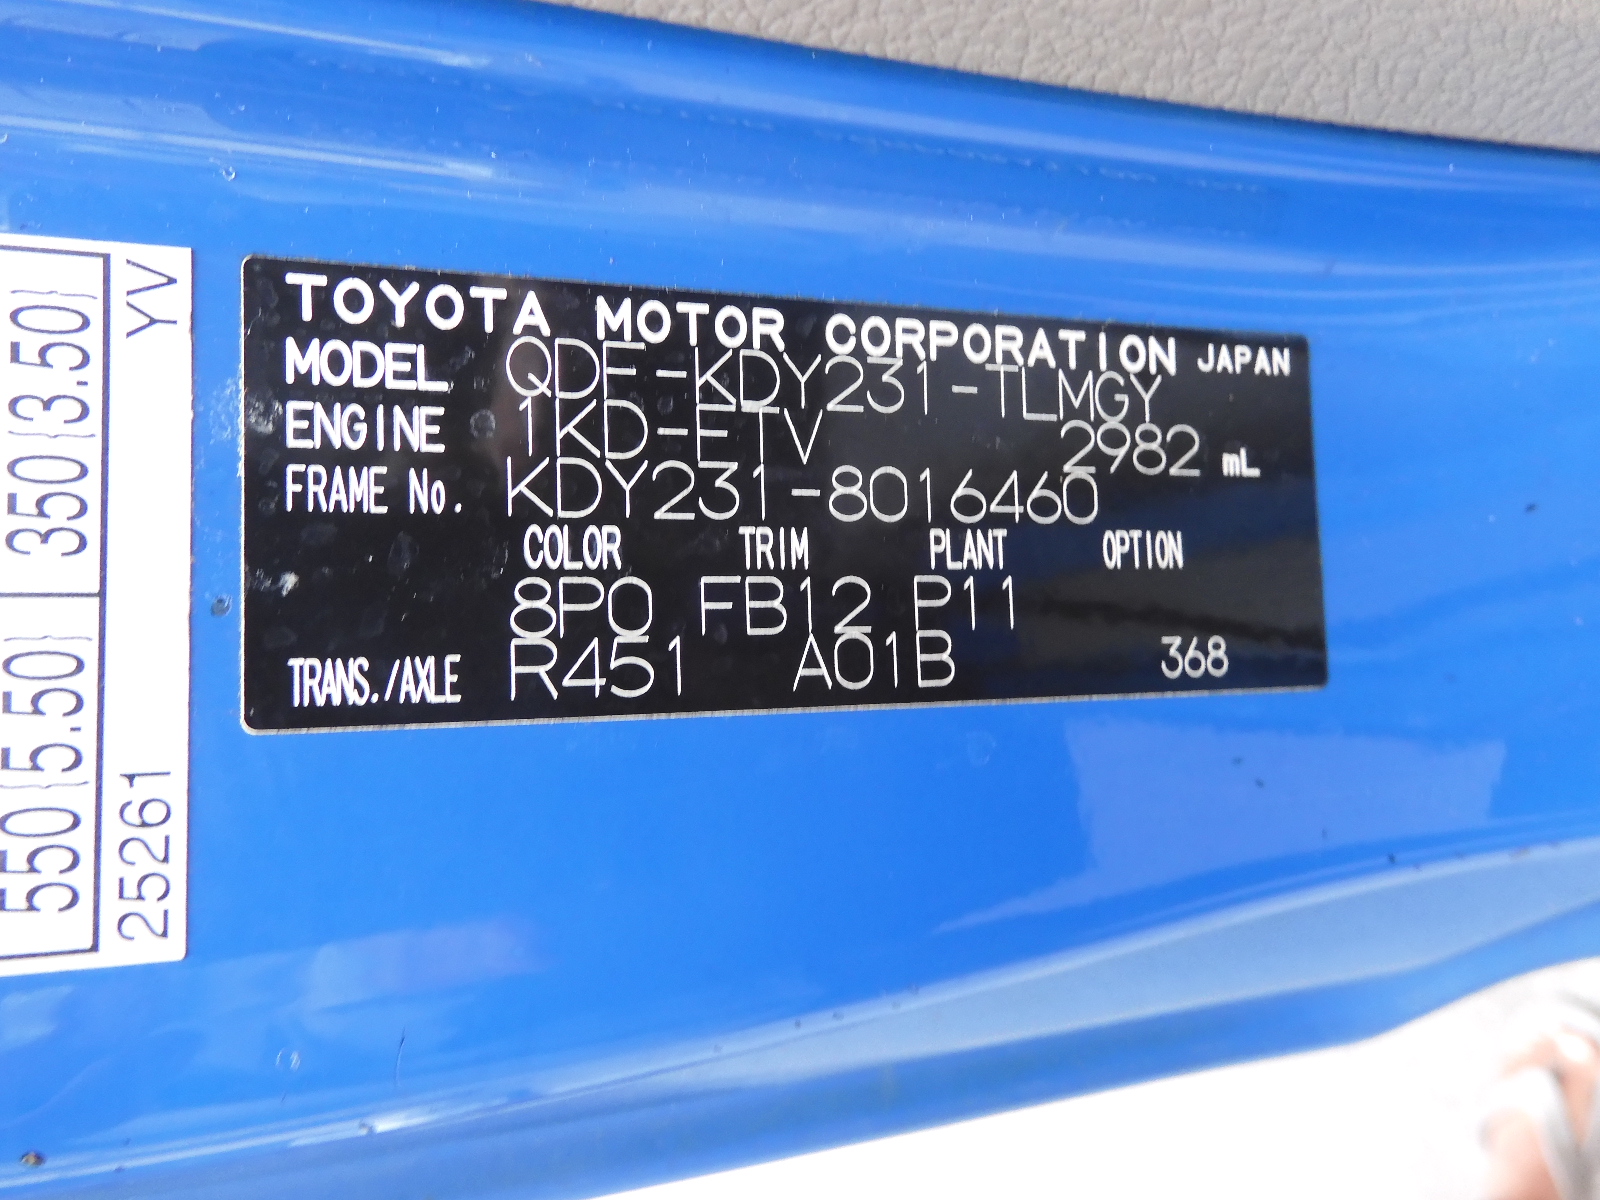 TOYOTA MOTOR CORPORATION JAPAN
MODEL QDF-KDY231-TLMGY
ENGINE 1KD-FTV 2982 mL
FRAME No. KDY231-8016460
COLOR TRIM PLANT OPTION
8P0 FB12 P11
TRANS./AXLE R451 A01B 368
550(5.50) 350(3.50)
25261 YV